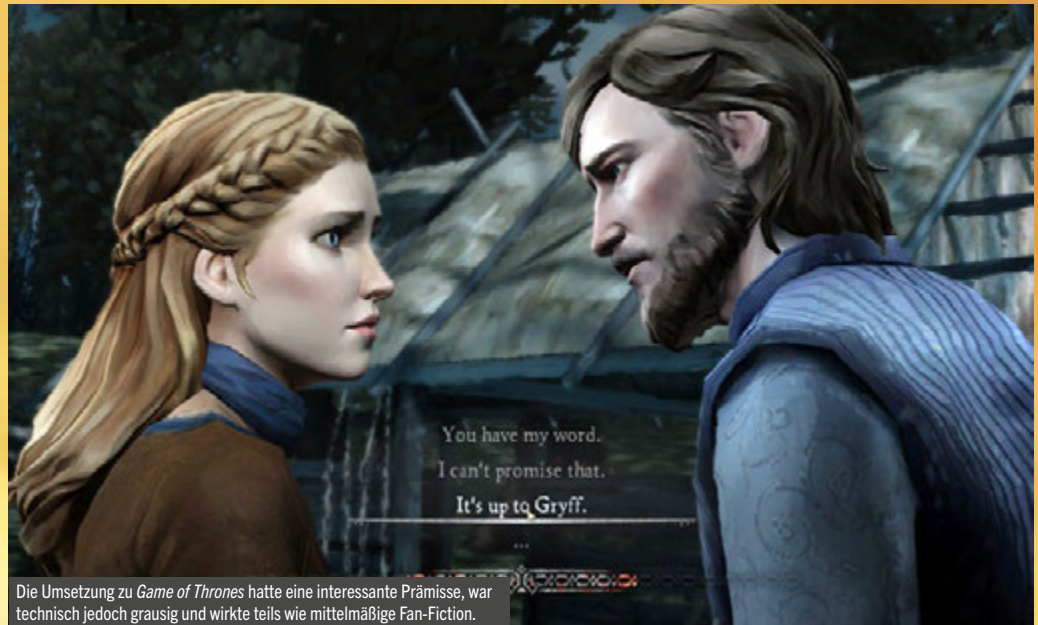 You have my word.
I can't promise that.
It's up to Gryff.
...
Die Umsetzung zu Game of Thrones hatte eine interessante Prämisse, war
technisch jedoch grausig und wirkte teils wie mittelmäßige Fan-Fiction.